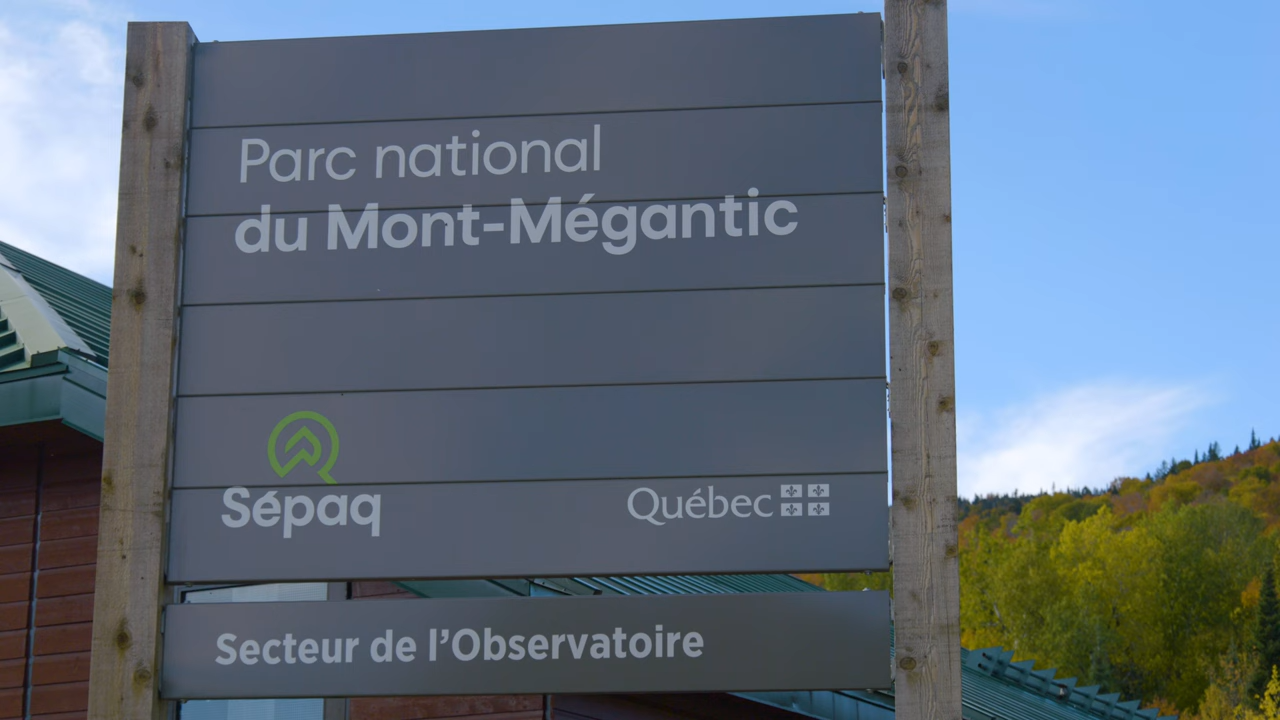 Parc national
du Mont-Mégantic
Sépaq
Québec
Secteur de l'Observatoire